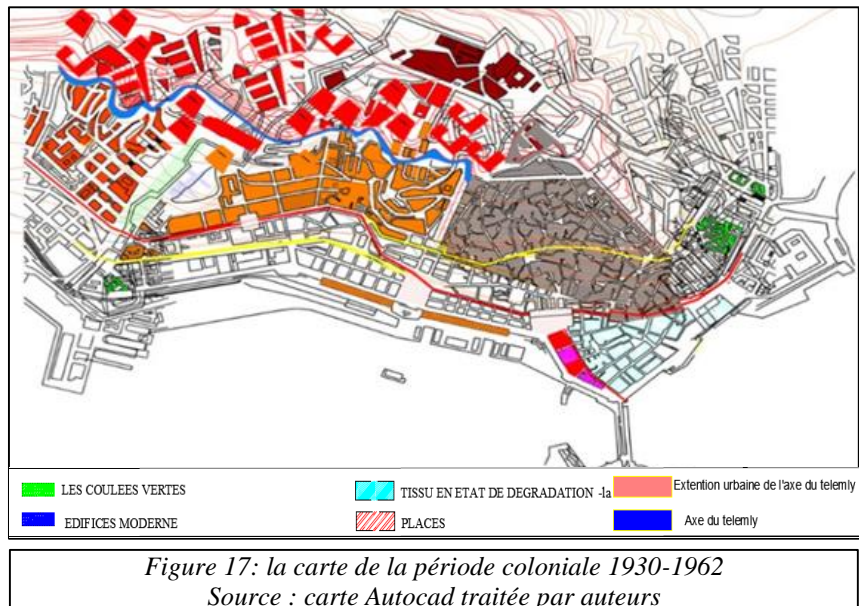 LES COULEES VERTES
TISSU EN ETAT DE DEGRADATION -la
Extention urbaine de l'axe du telemly
EDIFICES MODERNE
PLACES
Axe du telemly
Figure 17: la carte de la période coloniale 1930-1962
Source : carte Autocad traitée par auteurs